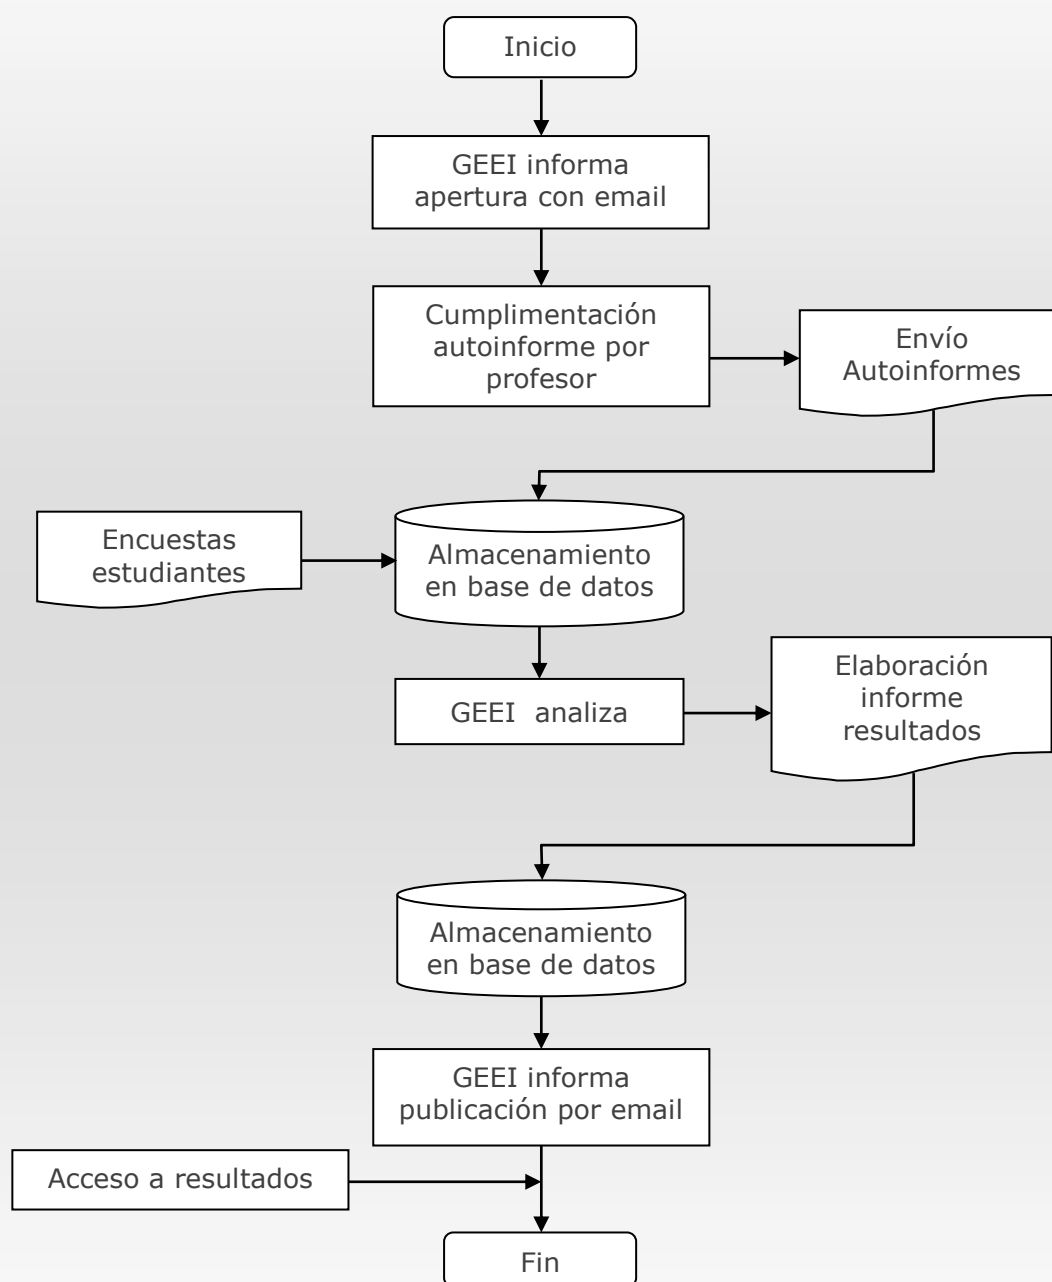 Inicio
GEEI informa
apertura con email
Cumplimentación
autoinforme por
profesor
Envío
Autoinformes
Encuestas
estudiantes
Almacenamiento
en base de datos
GEEI  analiza
Elaboración
informe
resultados
Almacenamiento
en base de datos
GEEI informa
publicación por email
Acceso a resultados
Fin